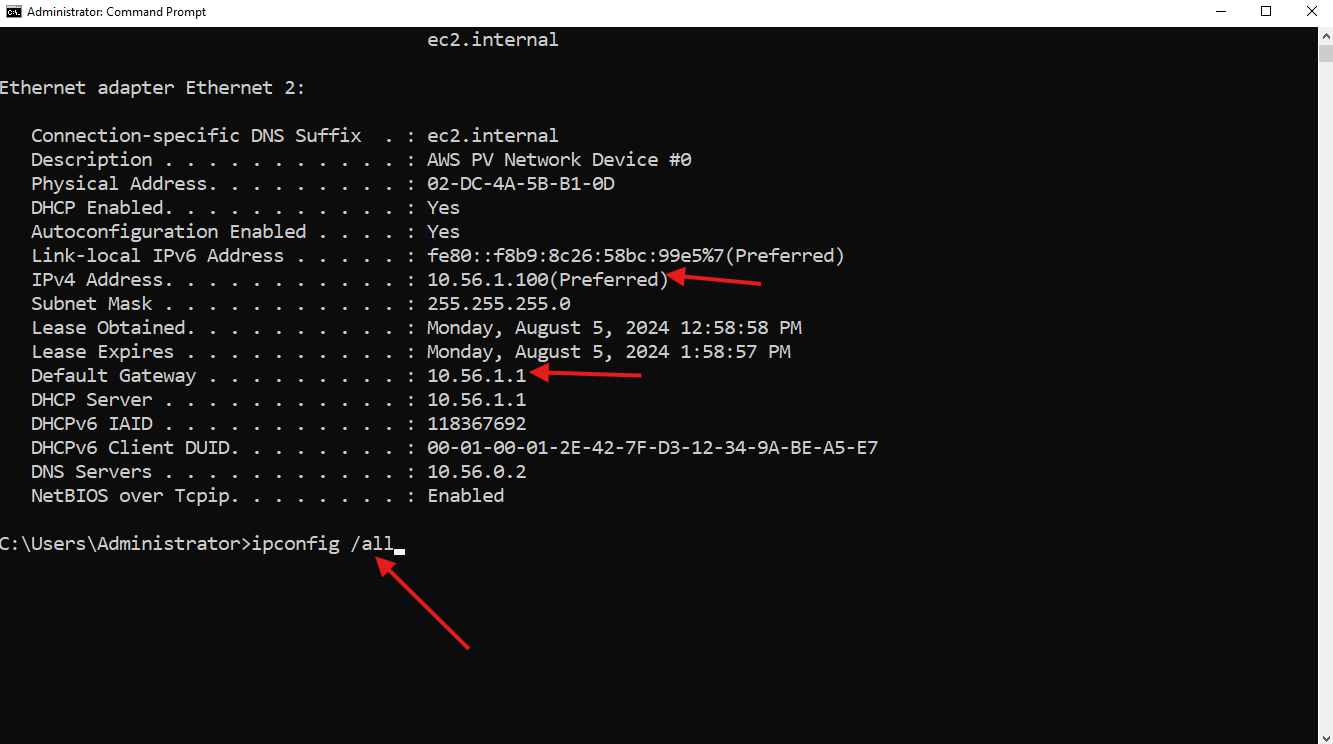 Administrator: Command Prompt
ec2.internal
Ethernet adapter Ethernet 2:
Connection-specific DNS Suffix  . : ec2.internal
Description . . . . . . . . . . . : AWS PV Network Device #0
Physical Address. . . . . . . . . : 02-DC-4A-5B-B1-0D
DHCP Enabled. . . . . . . . . . . : Yes
Autoconfiguration Enabled . . . . : Yes
Link-local IPv6 Address . . . . . : fe80::f8b9:8c26:58bc:99e5%7(Preferred)
IPv4 Address. . . . . . . . . . . : 10.56.1.100(Preferred)
Subnet Mask . . . . . . . . . . . : 255.255.255.0
Lease Obtained. . . . . . . . . . : Monday, August 5, 2024 12:58:58 PM
Lease Expires . . . . . . . . . . : Monday, August 5, 2024 1:58:57 PM
Default Gateway . . . . . . . . . : 10.56.1.1
DHCP Server . . . . . . . . . . . : 10.56.1.1
DHCPv6 IAID . . . . . . . . . . . : 118367692
DHCPv6 Client DUID. . . . . . . . : 00-01-00-01-2E-42-7F-D3-12-34-9A-BE-A5-E7
DNS Servers . . . . . . . . . . . : 10.56.0.2
NetBIOS over Tcpip. . . . . . . . : Enabled
C:\Users\Administrator>ipconfig /all